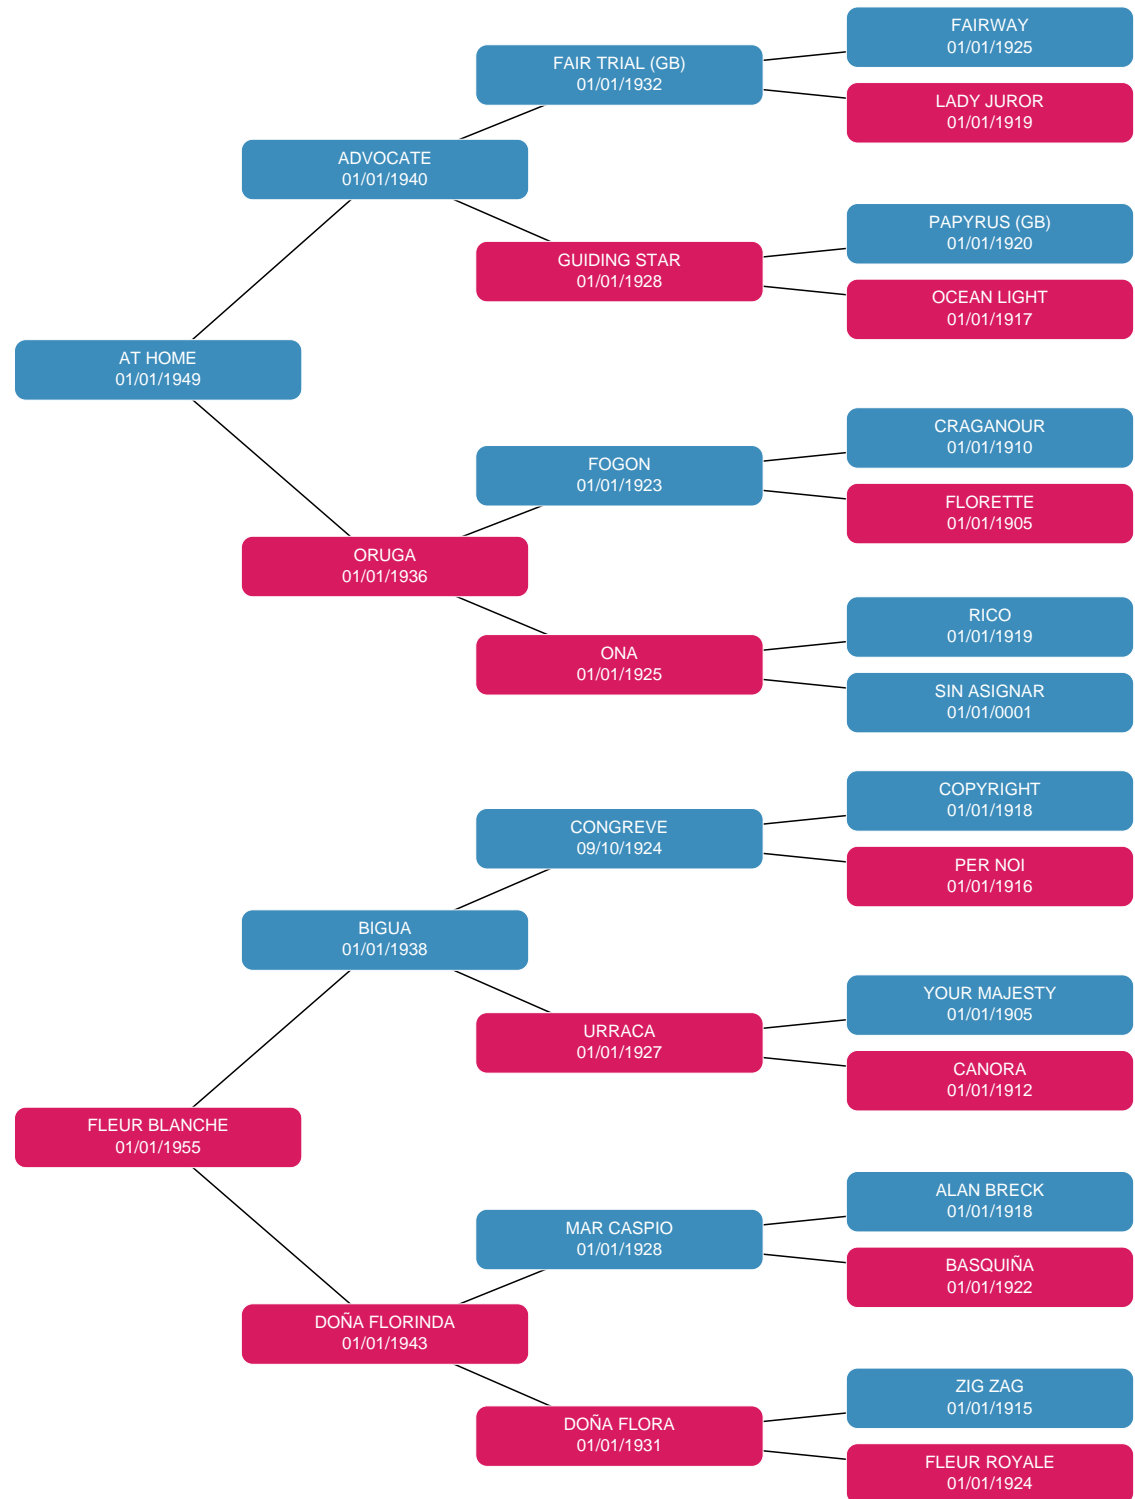 FAIRWAY
01/01/1925
FAIR TRIAL (GB)
01/01/1932
LADY JUROR
01/01/1919
ADVOCATE
01/01/1940
PAPYRUS (GB)
01/01/1920
GUIDING STAR
01/01/1928
OCEAN LIGHT
01/01/1917
AT HOME
01/01/1949
CRAGANOUR
01/01/1910
FOGON
01/01/1923
FLORETTE
01/01/1905
ORUGA
01/01/1936
RICO
01/01/1919
ONA
01/01/1925
SIN ASIGNAR
01/01/0001
COPYRIGHT
01/01/1918
CONGREVE
09/10/1924
PER NOI
01/01/1916
BIGUA
01/01/1938
YOUR MAJESTY
01/01/1905
URRACA
01/01/1927
CANORA
01/01/1912
FLEUR BLANCHE
01/01/1955
ALAN BRECK
01/01/1918
MAR CASPIO
01/01/1928
BASQUIÑA
01/01/1922
DOÑA FLORINDA
01/01/1943
ZIG ZAG
01/01/1915
DOÑA FLORA
01/01/1931
FLEUR ROYALE
01/01/1924